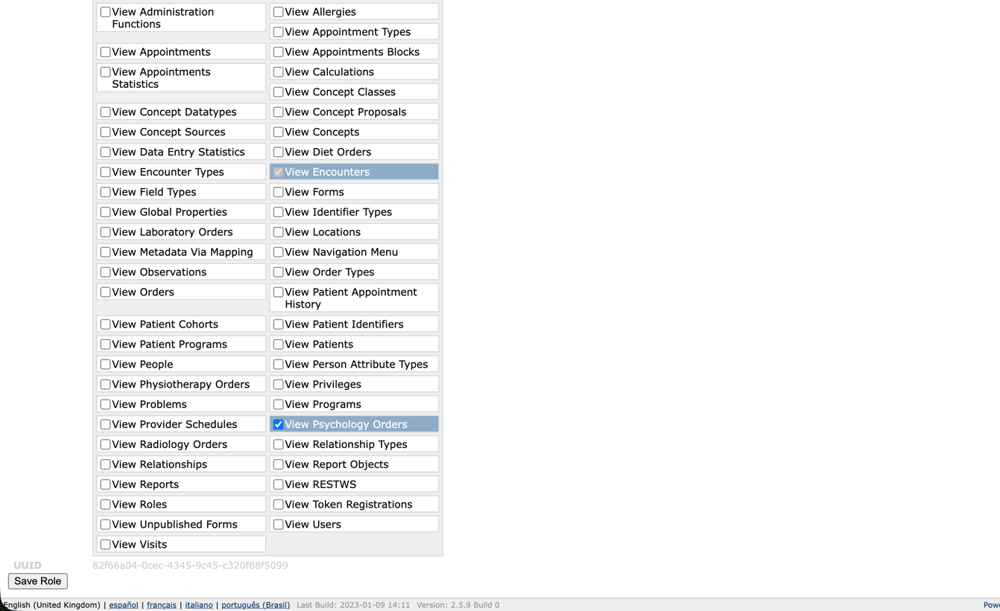 View Administration
Functions
View Allergies
View Appointment Types
View Appointments
View Appointments Blocks
View Appointments
Statistics
View Calculations
View Concept Classes
View Concept Datatypes
View Concept Proposals
View Concept Sources
View Concepts
View Data Entry Statistics
View Diet Orders
View Encounter Types
View Encounters
View Field Types
View Forms
View Global Properties
View Identifier Types
View Laboratory Orders
View Locations
View Metadata Via Mapping
View Navigation Menu
View Observations
View Order Types
View Orders
View Patient Appointment
History
View Patient Cohorts
View Patient Identifiers
View Patient Programs
View Patients
View People
View Person Attribute Types
View Physiotherapy Orders
View Privileges
View Problems
View Programs
View Provider Schedules
View Psychology Orders
View Radiology Orders
View Relationship Types
View Relationships
View Report Objects
View Reports
View RESTWS
View Roles
View Token Registrations
View Unpublished Forms
View Users
View Visits
UUID 82f66a04-0cec-4345-9c45-c320f88f5099
Save Role
English (United Kingdom) | español | français | italiano | português (Brasil) Last Build: 2023-01-09 14:11 Version: 2.5.9 Build 0